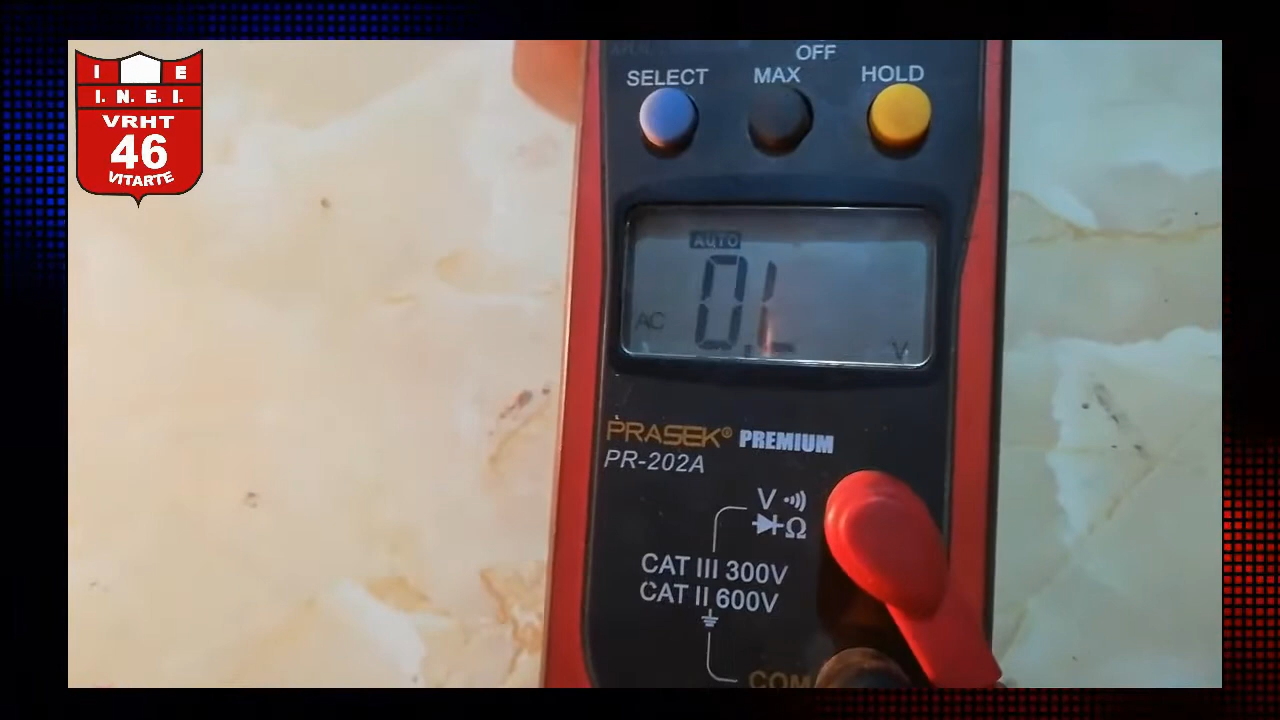 I E
I. N. E. I.
VRHT
46
VITARTE
OFF
SELECT MAX HOLD
AUTO
0.L
AC
V
PRASEK® PREMIUM
PR-202A
V
Ω
CAT III 300V
CAT II 600V
COM